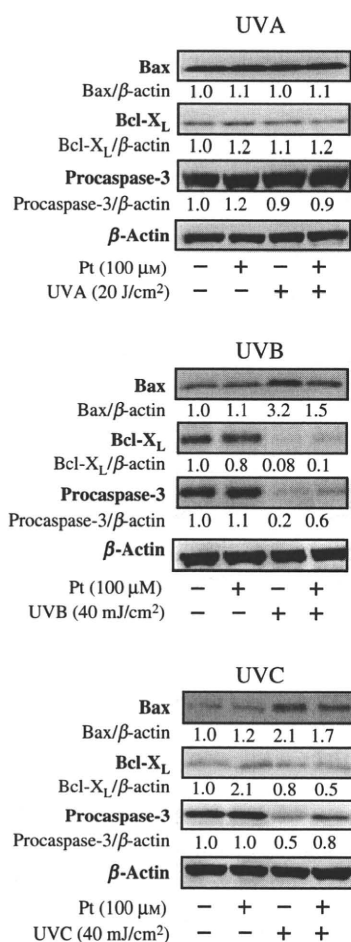 UVA
Bax
Bax/β-actin 1.0 1.1 1.0 1.1
Bcl-XL
Bcl-XL/β-actin 1.0 1.2 1.1 1.2
Procaspase-3
Procaspase-3/β-actin 1.0 1.2 0.9 0.9
β-Actin
Pt (100 μM) − + − +
UVA (20 J/cm²) − − + +
UVB
Bax
Bax/β-actin 1.0 1.1 3.2 1.5
Bcl-XL
Bcl-XL/β-actin 1.0 0.8 0.08 0.1
Procaspase-3
Procaspase-3/β-actin 1.0 1.1 0.2 0.6
β-Actin
Pt (100 μM) − + − +
UVB (40 mJ/cm²) − − + +
UVC
Bax
Bax/β-actin 1.0 1.2 2.1 1.7
Bcl-XL
Bcl-XL/β-actin 1.0 2.1 0.8 0.5
Procaspase-3
Procaspase-3/β-actin 1.0 1.0 0.5 0.8
β-Actin
Pt (100 μM) − + − +
UVC (40 mJ/cm²) − − + +